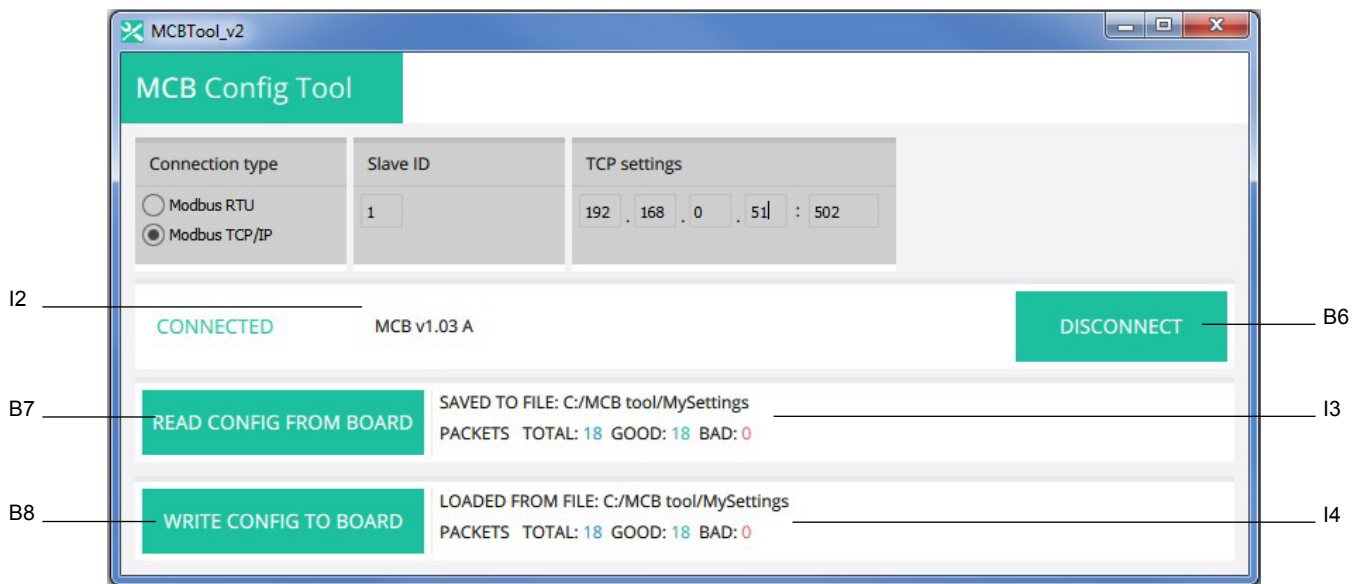 MCBTool_v2
MCB Config Tool
Connection type
Slave ID
TCP settings
Modbus RTU
Modbus TCP/IP
1
192 . 168 . 0 . 51 : 502
I2
CONNECTED
MCB v1.03 A
DISCONNECT
B6
B7
READ CONFIG FROM BOARD
SAVED TO FILE: C:/MCB tool/MySettings
PACKETS TOTAL: 18 GOOD: 18 BAD: 0
I3
B8
WRITE CONFIG TO BOARD
LOADED FROM FILE: C:/MCB tool/MySettings
PACKETS TOTAL: 18 GOOD: 18 BAD: 0
I4